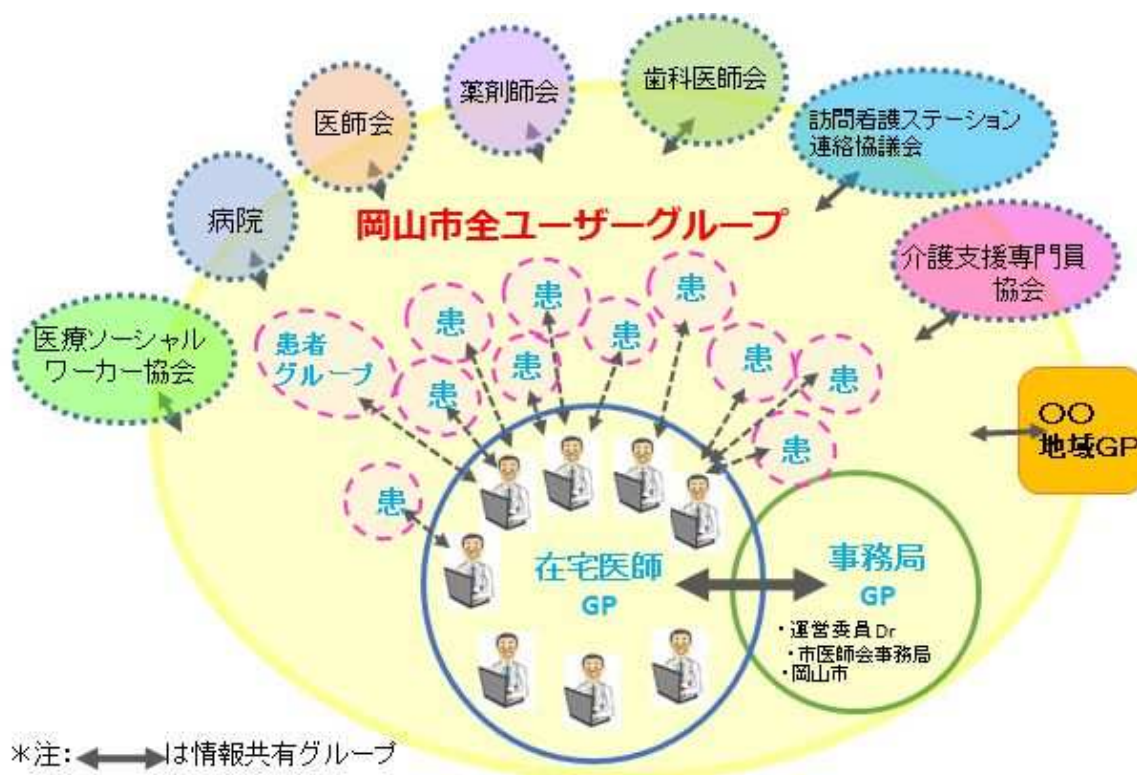 歯科医師会
薬剤師会
医師会
訪問看護ステーション
連絡協議会
病院
岡山市全ユーザーグループ
介護支援専門員
協会
医療ソーシャル
ワーカー協会
患者
グループ
患
患
患
患
患
患
患
患
患
患
〇〇
地域GP
在宅医師
GP
事務局
GP
・運営委員Dr
・市医師会事務局
・岡山市
*注:は情報共有グループ